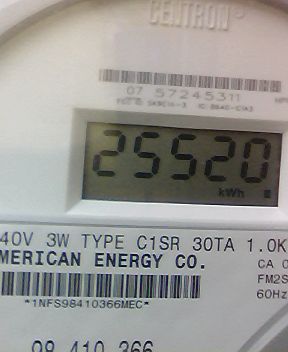 CENTRON®
07 57245311
25520
kWh
40V 3W TYPE C1SR 30TA 1.0K
MERICAN ENERGY CO.
CA 0
FM2S
60Hz
*1NFS98410366MEC*
98 410 366